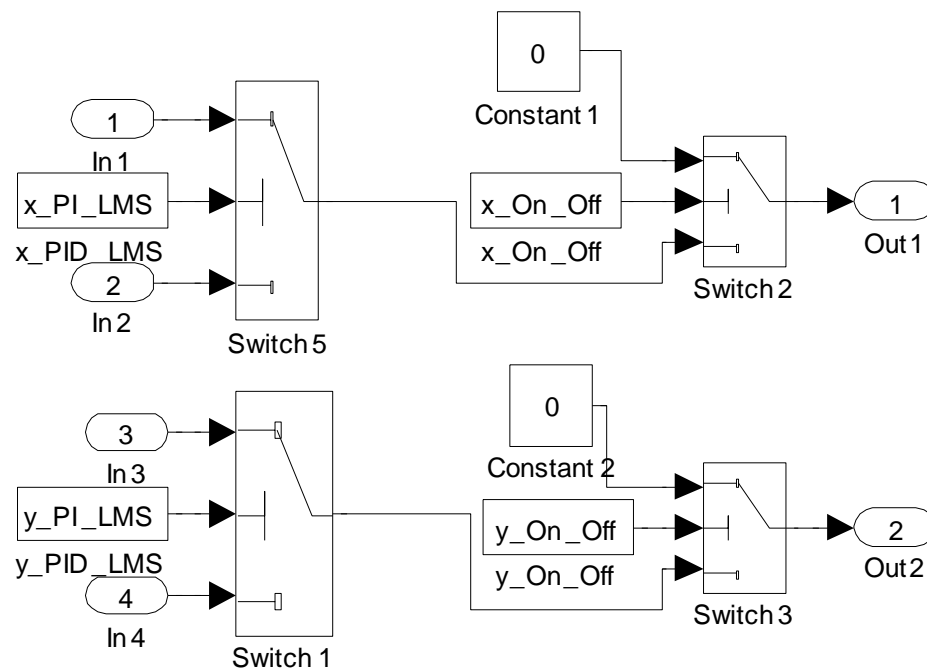 0
Constant 1
1
In 1
x_PI_LMS
x_PID_LMS
2
In 2
Switch 5
x_On_Off
x_On_Off
Switch 2
1
Out 1
3
In 3
y_PI_LMS
y_PID_LMS
4
In 4
Switch 1
0
Constant 2
y_On_Off
y_On_Off
Switch 3
2
Out 2